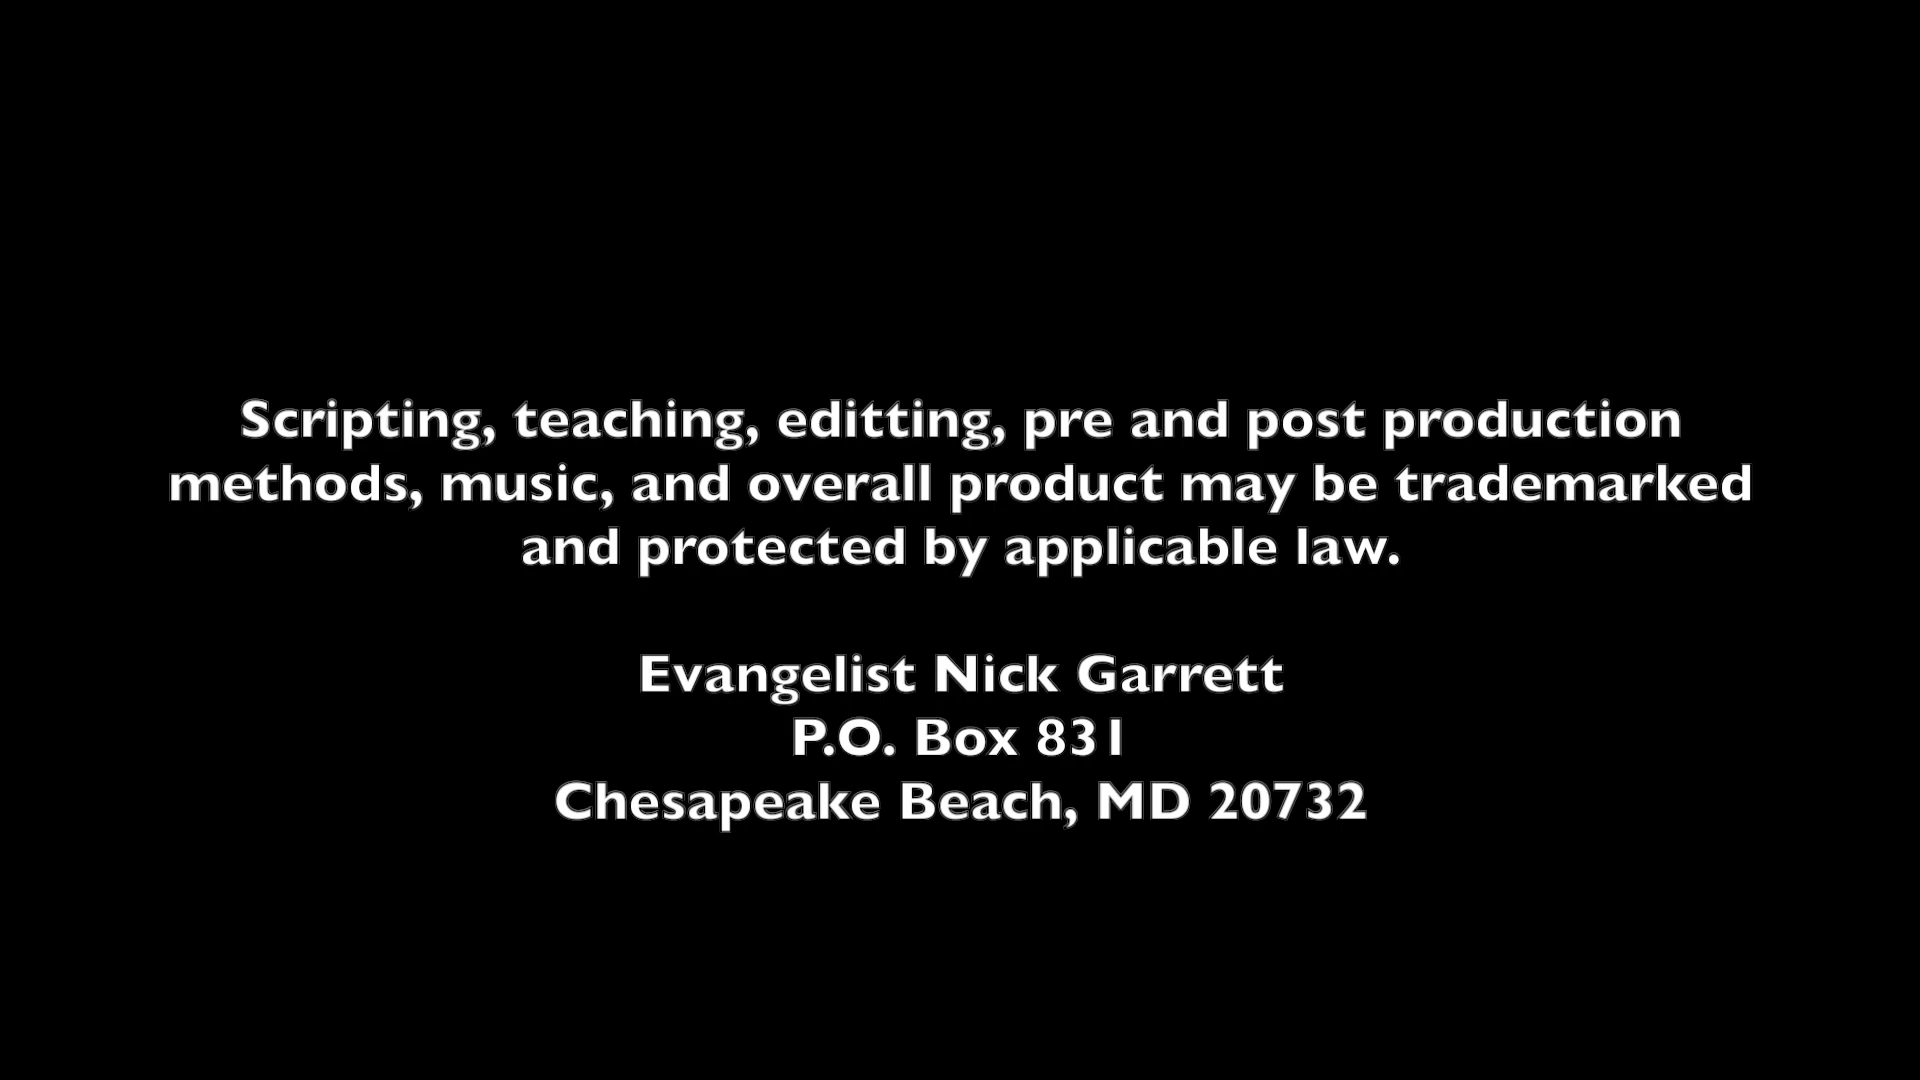 Scripting, teaching, editting, pre and post production
methods, music, and overall product may be trademarked
and protected by applicable law.
Evangelist Nick Garrett
P.O. Box 831
Chesapeake Beach, MD 20732